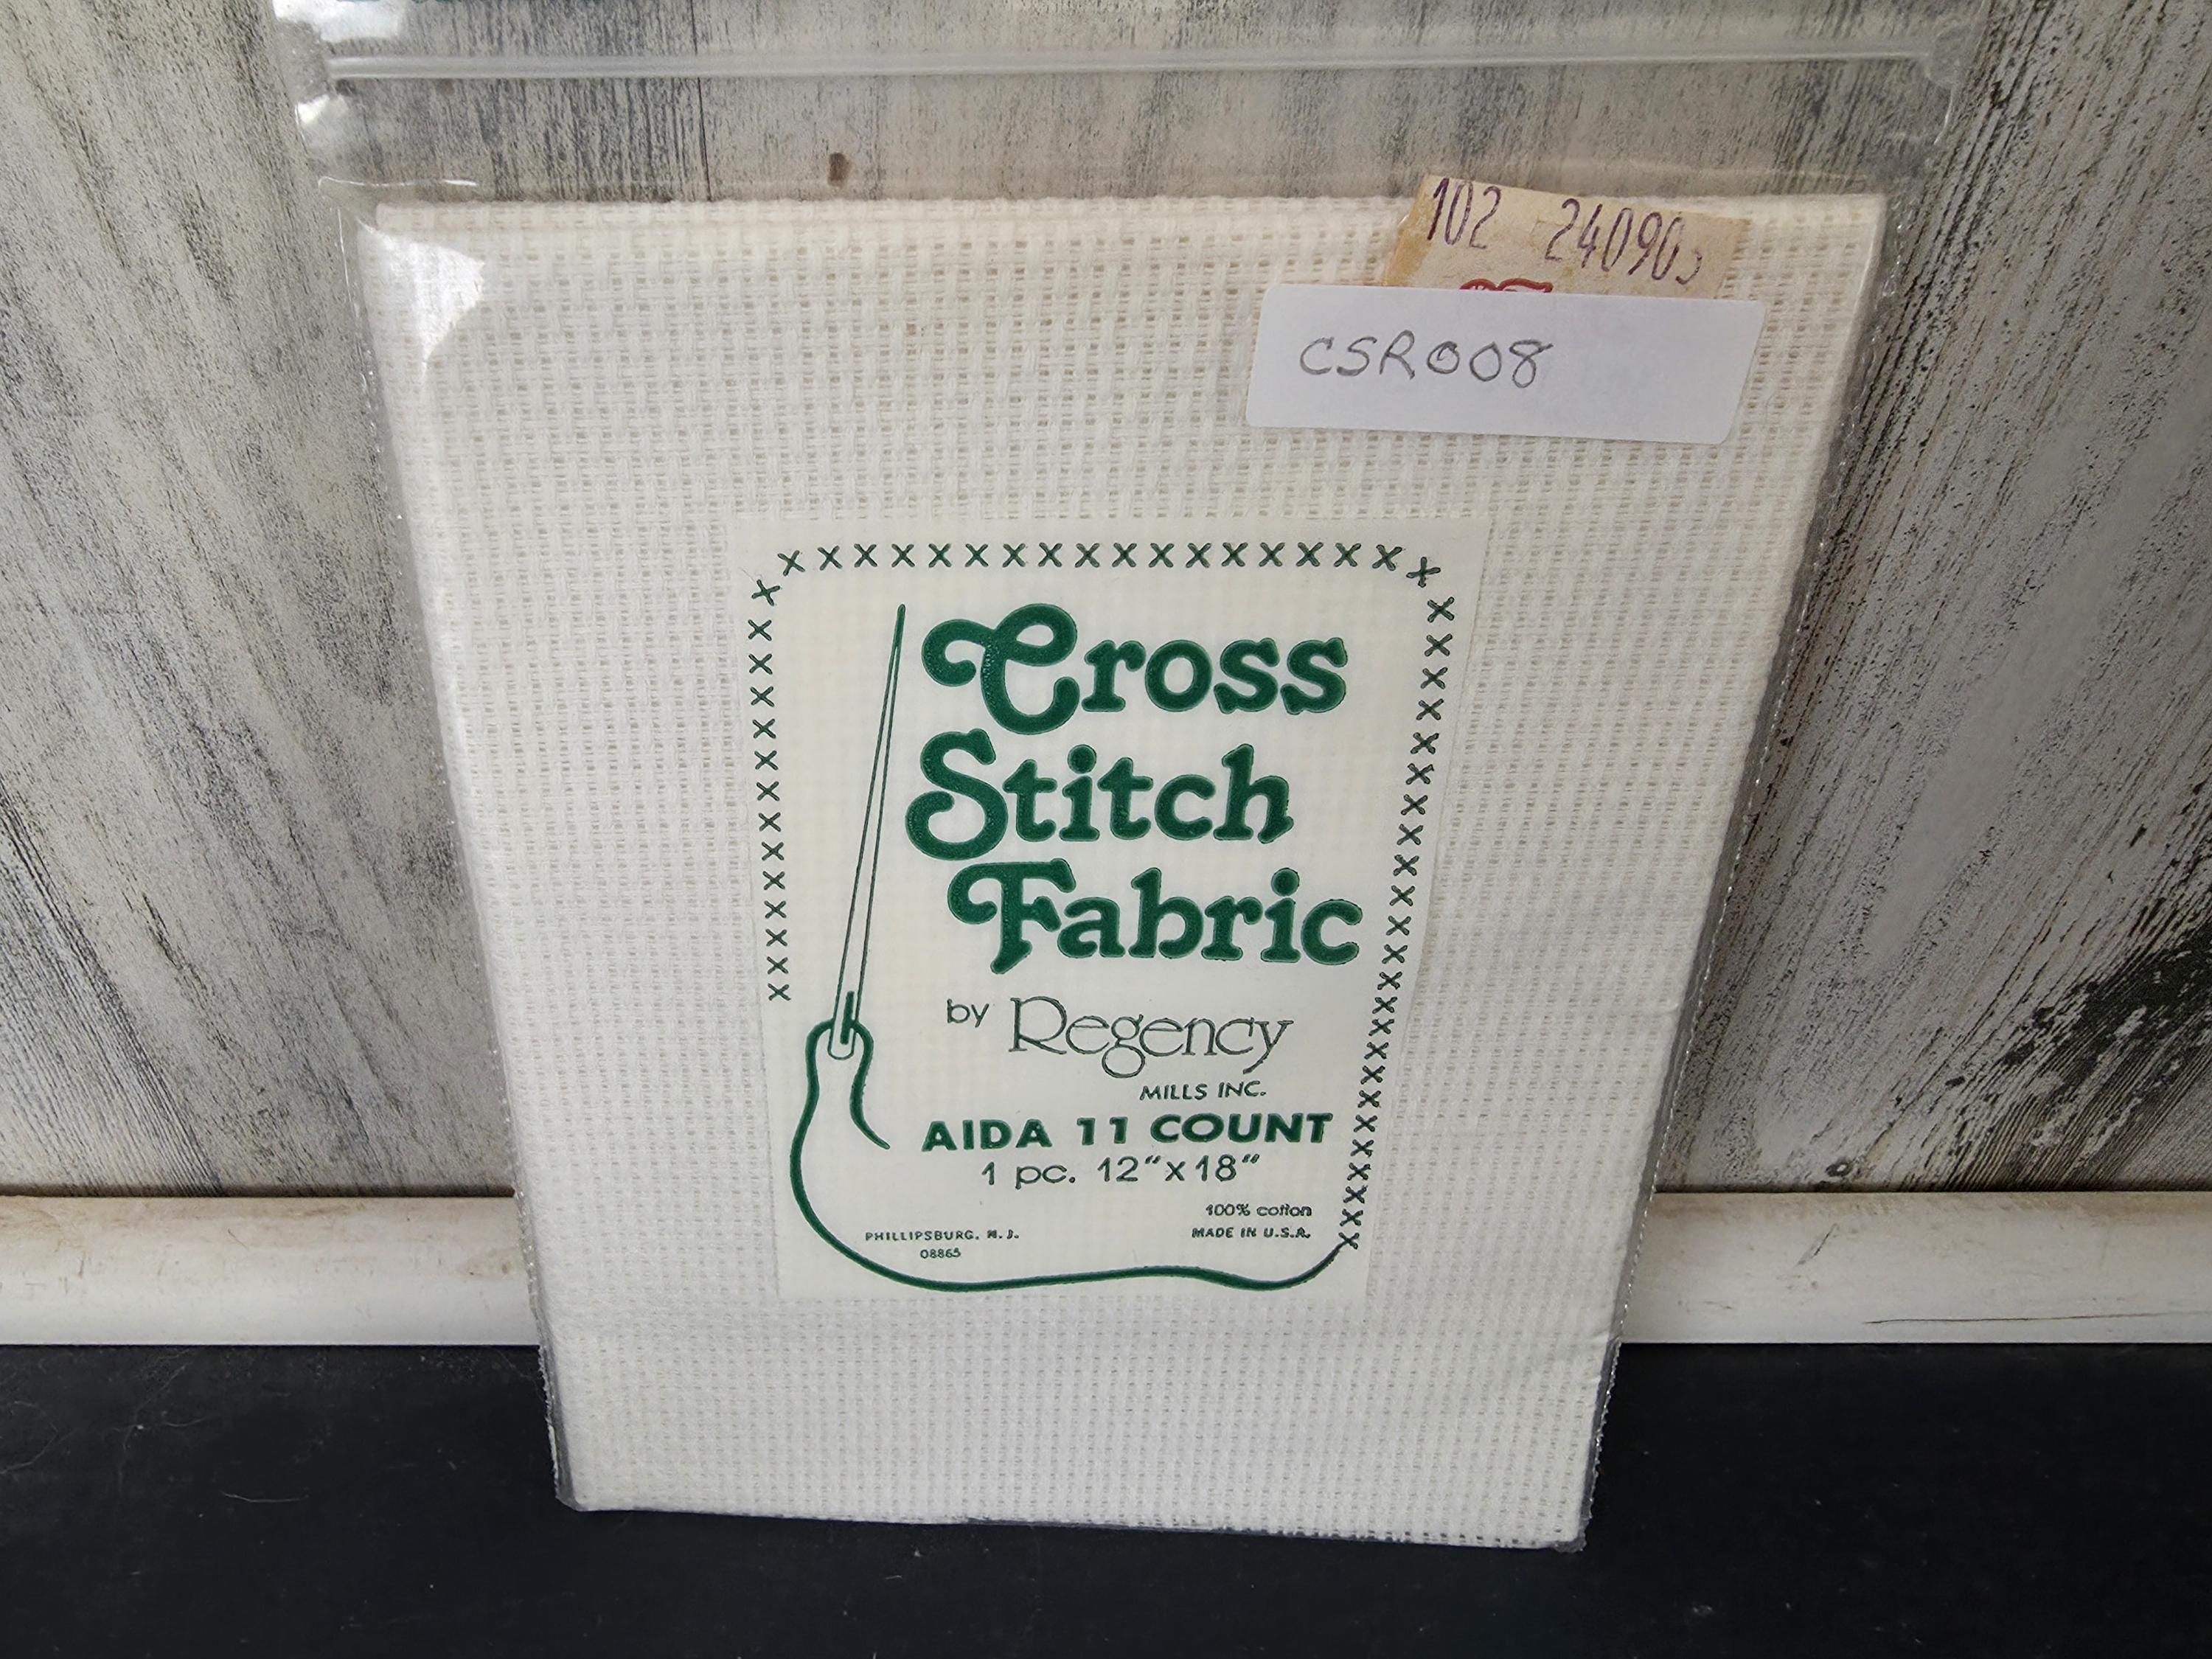 102 240903
CSR008
Cross
Stitch
Fabric
by Regency
MILLS INC.
AIDA 11 COUNT
1 pc. 12"x18"
100% cotton
PHILLIPSBURG, N.J. MADE IN U.S.A.
08865